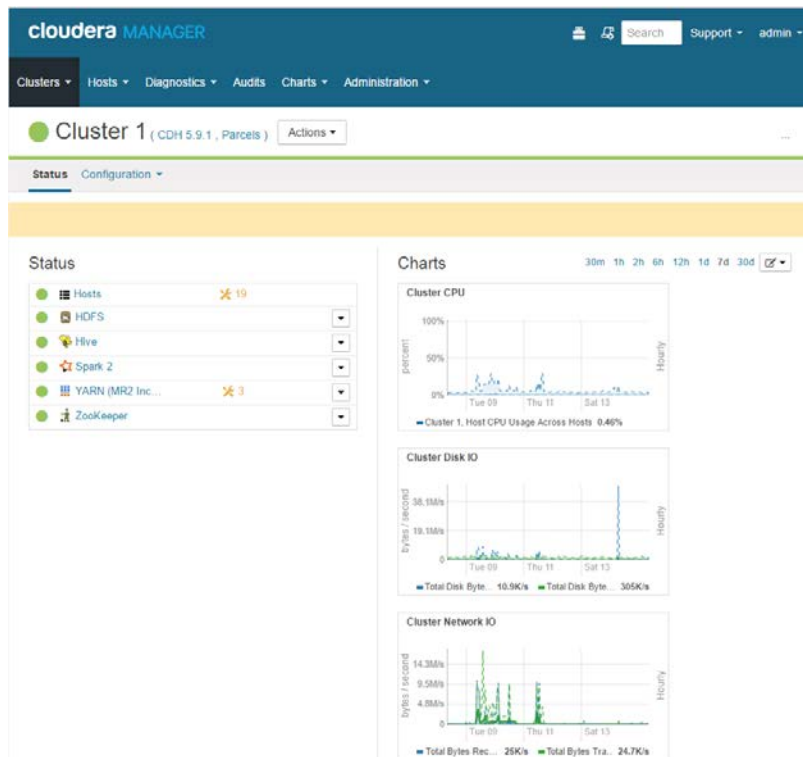 cloudera MANAGER
Search Support admin
Clusters Hosts Diagnostics Audits Charts Administration
Cluster 1 ( CDH 5.9.1 , Parcels ) Actions
...
Status Configuration
Status
Hosts 19
HDFS
Hive
Spark 2
YARN (MR2 Inc... 3
ZooKeeper
Charts
30m 1h 2h 6h 12h 1d 7d 30d
Cluster CPU
percent
100%
50%
0%
Tue 09 Thu 11 Sat 13
Hourly
Cluster 1, Host CPU Usage Across Hosts 0.46%
Cluster Disk IO
bytes / second
38.1M/s
19.1M/s
0
Tue 09 Thu 11 Sat 13
Hourly
Total Disk Byte... 10.9K/s Total Disk Byte... 305K/s
Cluster Network IO
bytes / second
14.3M/s
9.5M/s
4.8M/s
0
Tue 09 Thu 11 Sat 13
Hourly
Total Bytes Rec... 25K/s Total Bytes Tra... 24.7K/s